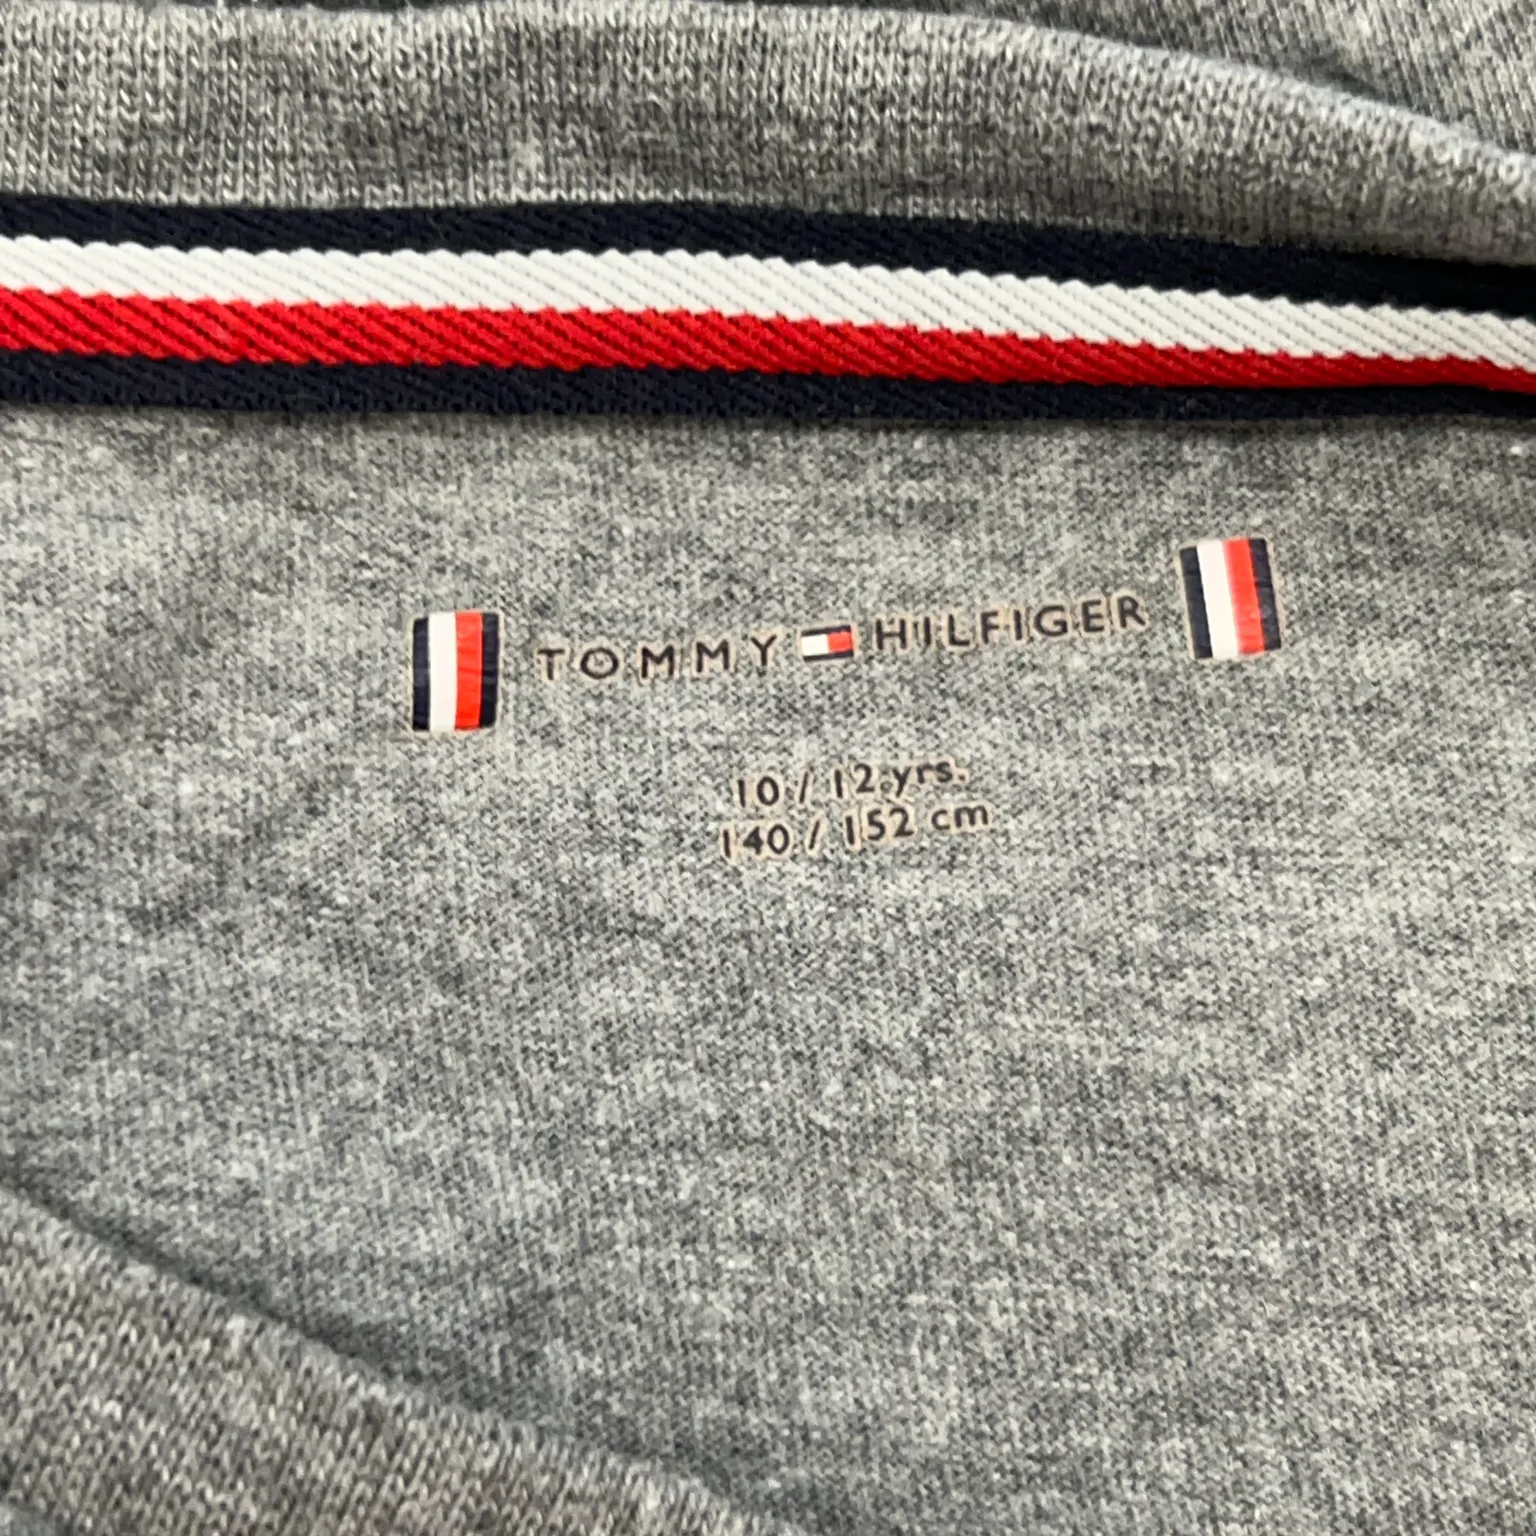 TOMMY HILFIGER
10 / 12 yrs.
140 / 152 cm